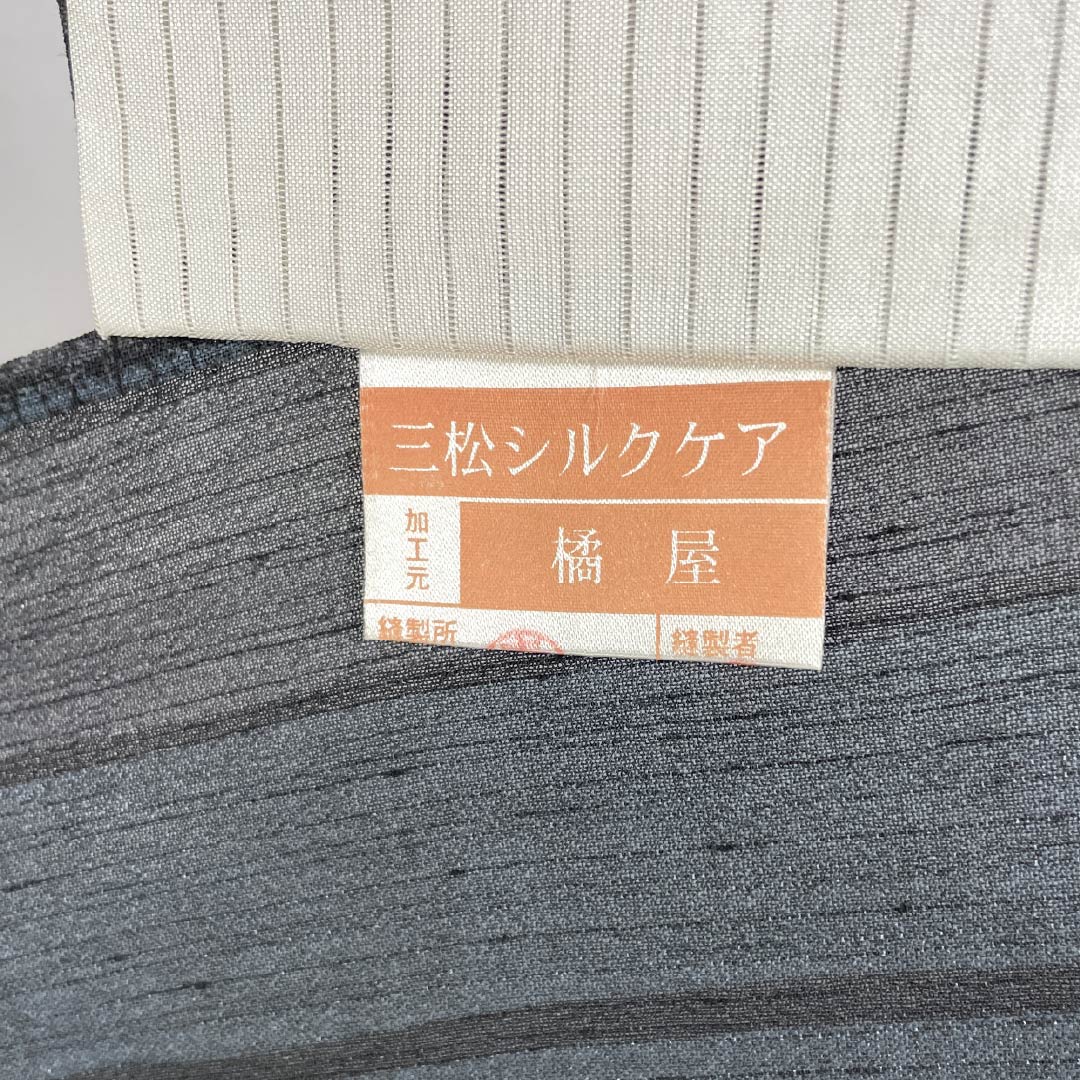 三松シルクケア
加工元
橘屋
縫製所
縫製者